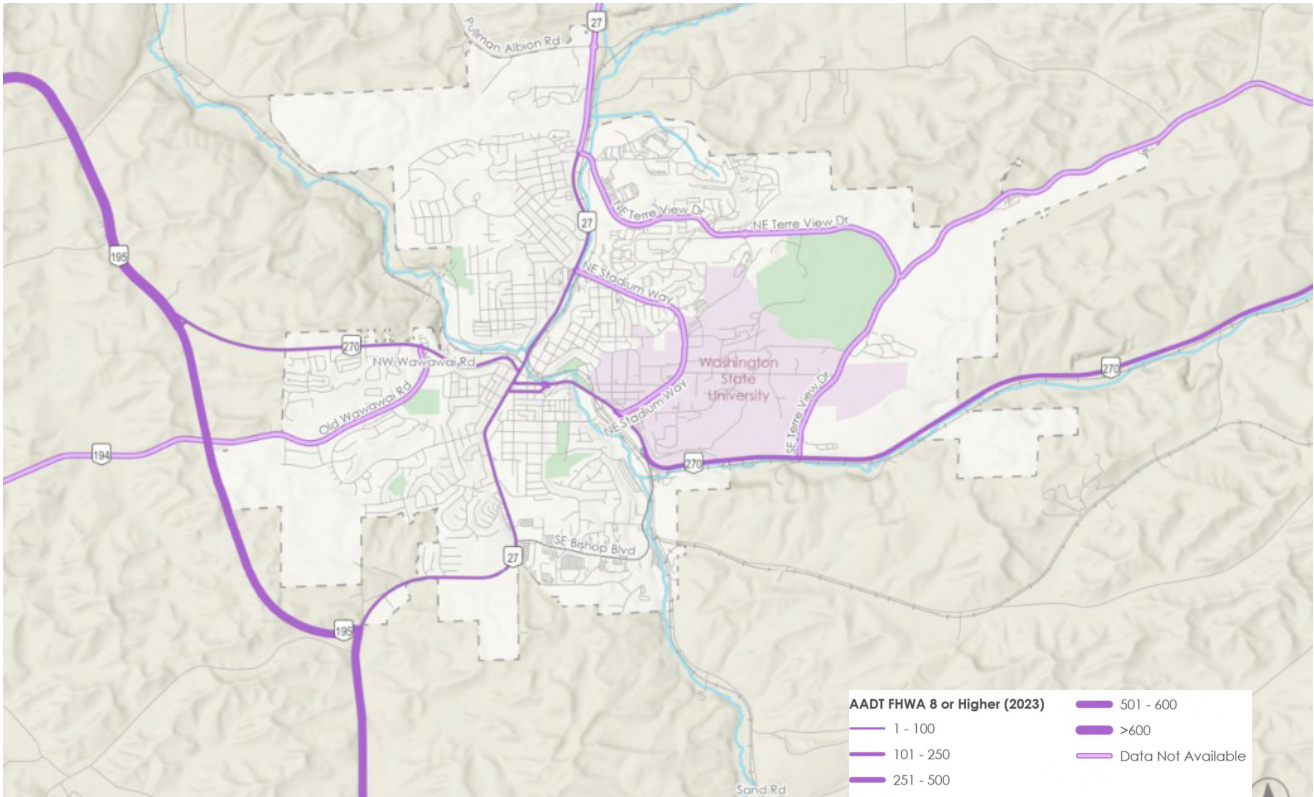 27
Pullman Albion Rd
27
NE Terre View Dr
NE Terre View Dr
195
NE Stadium Way
270
NW Wawawai Rd
Washington
State
University
270
Old Wawawai Rd
NE Stadium Way
SE Terre View Dr
194
270
SE Bishop Blvd
27
195
Sand Rd
AADT FHWA 8 or Higher (2023)
1 - 100
101 - 250
251 - 500
501 - 600
>600
Data Not Available